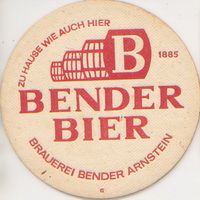 ZU HAUSE WIE AUCH HIER
B
1885
BENDER
BIER
BRAUEREI BENDER ARNSTEIN